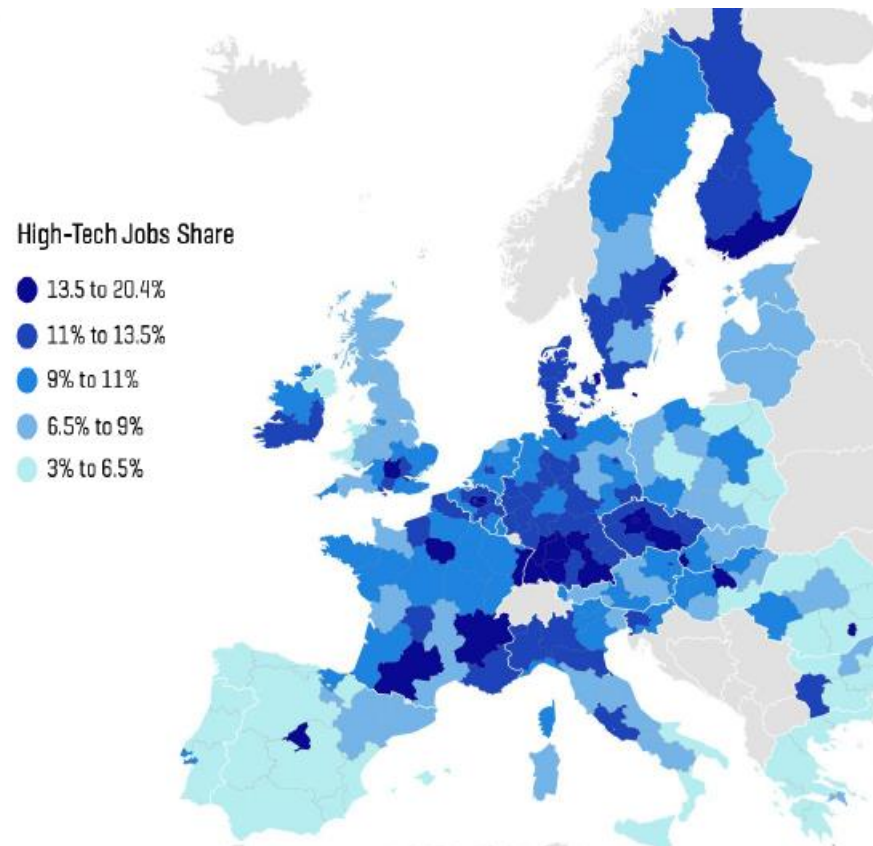 High-Tech Jobs Share
13.5 to 20.4%
11% to 13.5%
9% to 11%
6.5% to 9%
3% to 6.5%